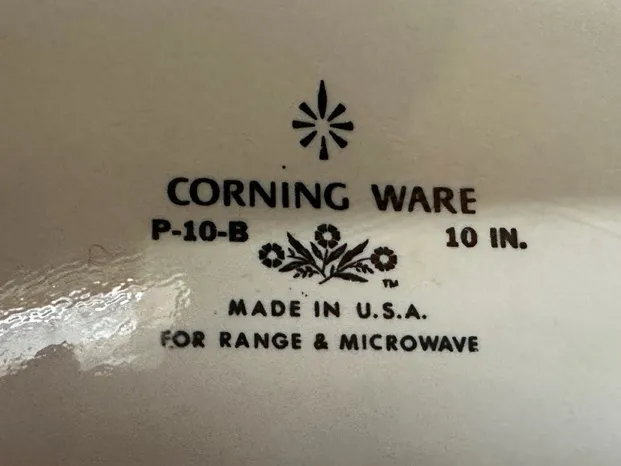 CORNING WARE
P-10-B 10 IN.
TM
MADE IN U.S.A.
FOR RANGE & MICROWAVE